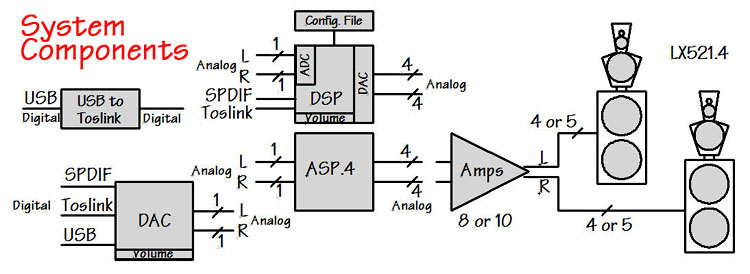 System
Components
Config. File
LX521.4
1
L
Analog
R
1
ADC
DAC
DSP
Volume
SPDIF
Toslink
4
Analog
4
USB
Digital
USB to
Toslink
Digital
4 or 5
1
L
Analog
R
1
ASP.4
4
4
Analog
Amps
8 or 10
L
R
4 or 5
SPDIF
Digital
Toslink
USB
DAC
Volume
1
L
Analog
R
1